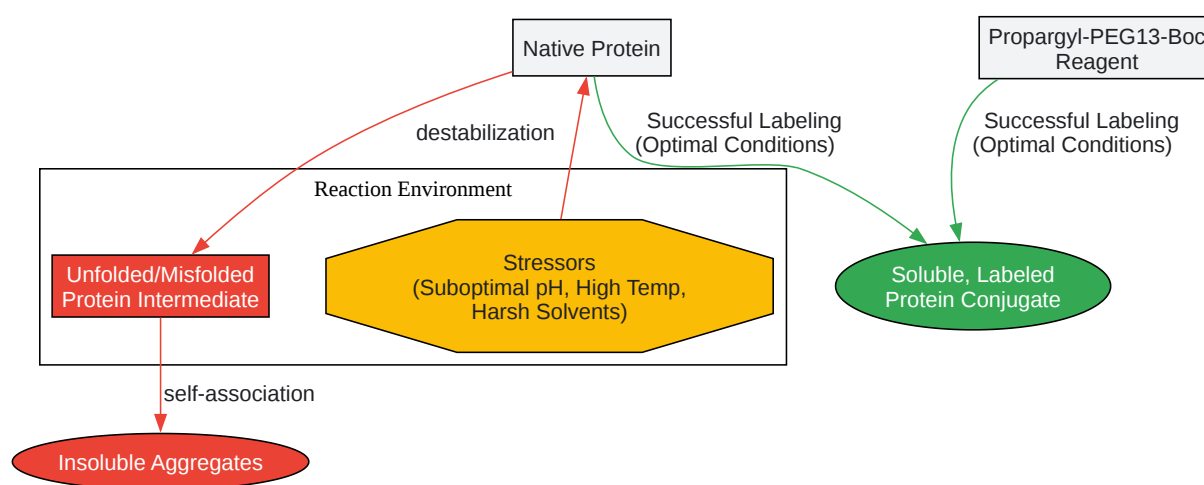 Native Protein
Propargyl-PEG13-Boc
Reagent
destabilization
Successful Labeling
(Optimal Conditions)
Successful Labeling
(Optimal Conditions)
Reaction Environment
Unfolded/Misfolded
Protein Intermediate
Stressors
(Suboptimal pH, High Temp,
Harsh Solvents)
Soluble, Labeled
Protein Conjugate
self-association
Insoluble Aggregates